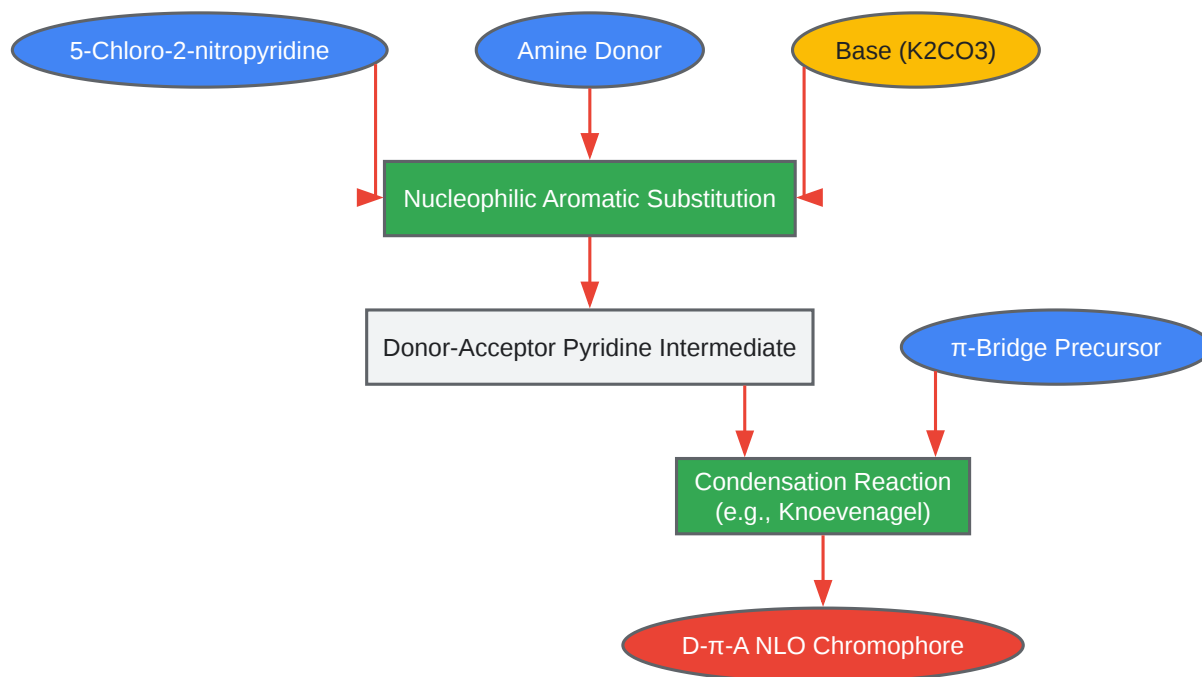 5-Chloro-2-nitropyridine
Amine Donor
Base (K2CO3)
Nucleophilic Aromatic Substitution
Donor-Acceptor Pyridine Intermediate
π-Bridge Precursor
Condensation Reaction
(e.g., Knoevenagel)
D-π-A NLO Chromophore